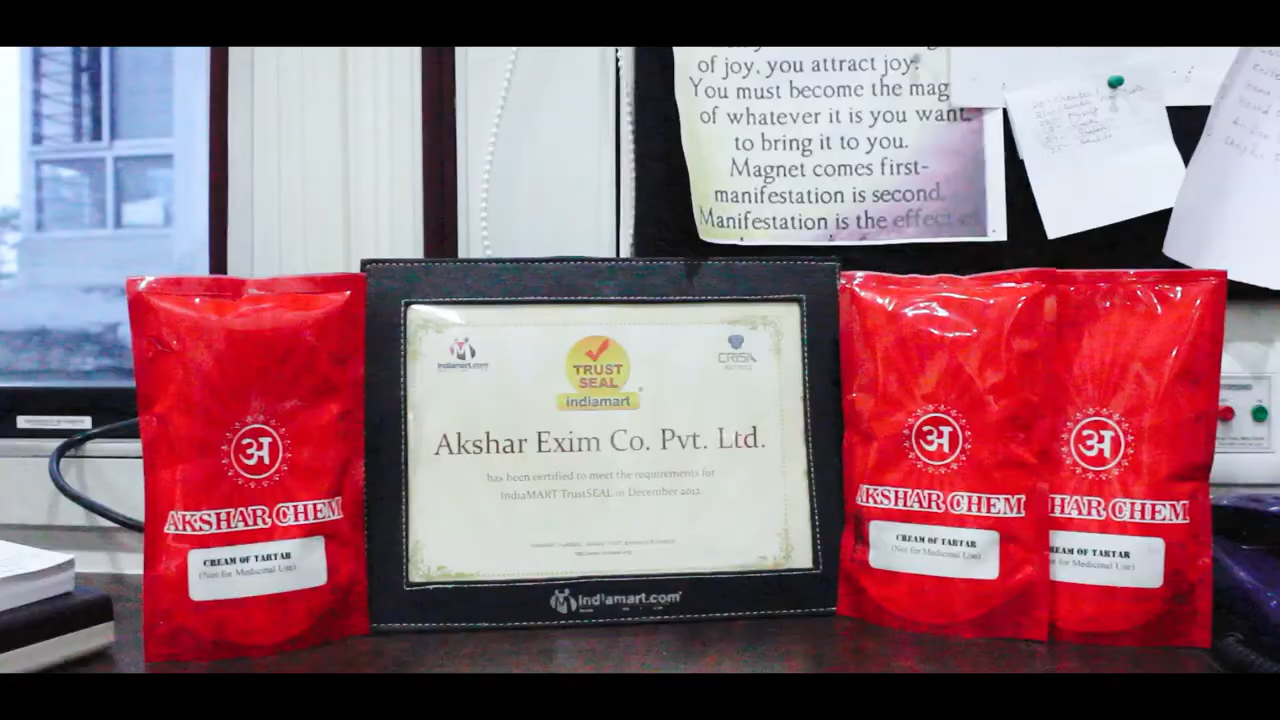 of joy, you attract joy.
You must become the mag
of whatever it is you want,
to bring it to you.
Magnet comes first-
manifestation is second.
Manifestation is the effect of
indiamart.com
TRUST
SEAL
indiamart
CRISIL
Akshar Exim Co. Pvt. Ltd.
has been certified to meet the requirements for
IndiaMART TrustSEAL in December 2012
indiamart.com
अ
AKSHAR CHEM
CREAM OF TARTAR
(Not for Medicinal Use)
अ
AKSHAR CHEM
CREAM OF TARTAR
(Not for Medicinal Use)
अ
HAR CHEM
REAM OF TARTAR
for Medicinal Use)